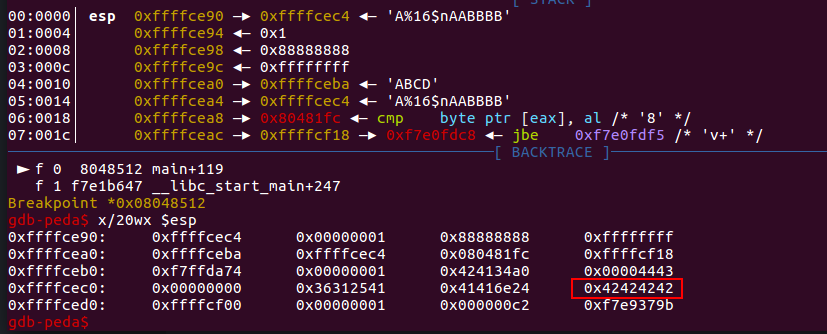 [ STACK ]
00:0000│ esp 0xffffce90 —▸ 0xffffcec4 ◂— 'A%16$nAABBBB'
01:0004│ 0xffffce94 ◂— 0x1
02:0008│ 0xffffce98 ◂— 0x88888888
03:000c│ 0xffffce9c ◂— 0xffffffff
04:0010│ 0xffffcea0 —▸ 0xffffceba ◂— 'ABCD'
05:0014│ 0xffffcea4 —▸ 0xffffcec4 ◂— 'A%16$nAABBBB'
06:0018│ 0xffffcea8 —▸ 0x80481fc ◂— cmp byte ptr [eax], al /* '8' */
07:001c│ 0xffffceac —▸ 0xffffcf18 —▸ 0xf7e0fdc8 ◂— jbe 0xf7e0fdf5 /* 'v+' */
[ BACKTRACE ]
► f 0 8048512 main+119
f 1 f7e1b647 __libc_start_main+247
Breakpoint *0x08048512
gdb-peda$ x/20wx $esp
0xffffce90: 0xffffcec4 0x00000001 0x88888888 0xffffffff
0xffffcea0: 0xffffceba 0xffffcec4 0x080481fc 0xffffcf18
0xffffceb0: 0xf7ffda74 0x00000001 0x424134a0 0x00004443
0xffffcec0: 0x00000000 0x36312541 0x41416e24 0x42424242
0xffffced0: 0xffffcf00 0x00000001 0x000000c2 0xf7e9379b
gdb-peda$